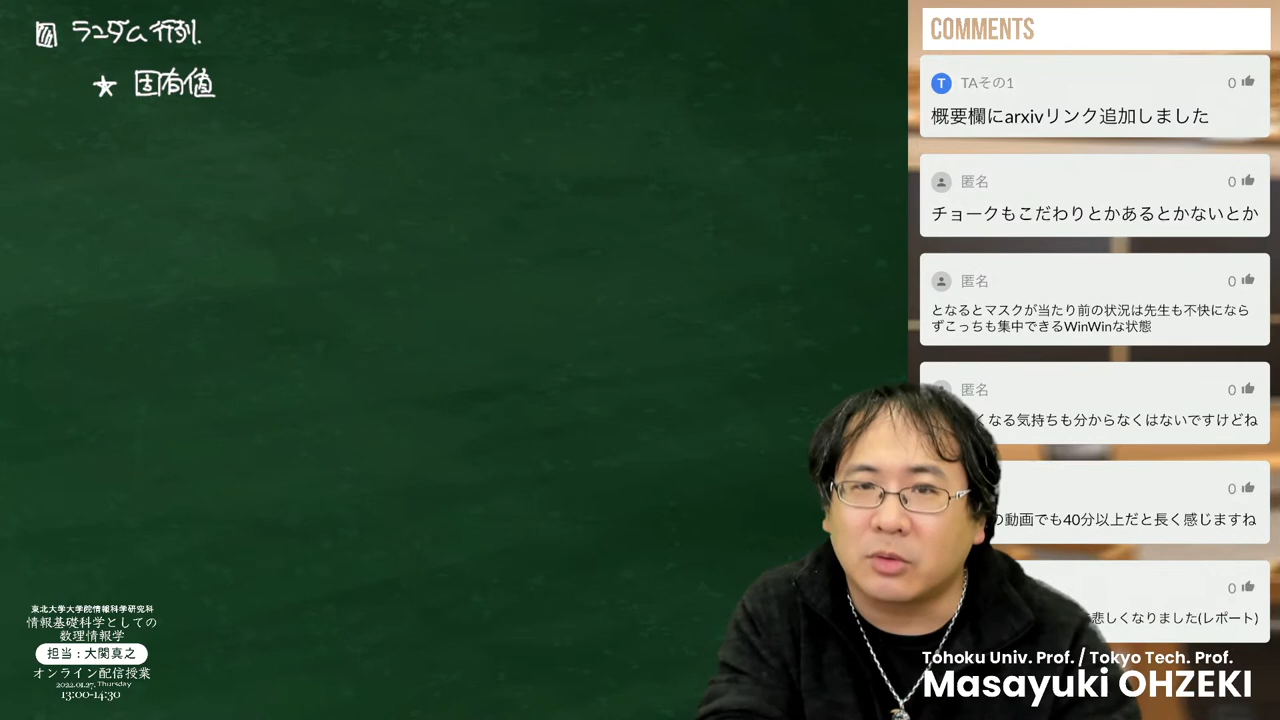 ランダム行列.
★ 固有値
COMMENTS
T TAその1 0
概要欄にarxivリンク追加しました
匿名 0
チョークもこだわりとかあるとかないとか
匿名 0
となるとマスクが当たり前の状況は先生も不快になら
ずこっちも集中できるWinWinな状態
匿名 0
くなる気持ちも分からなくはないですけどね
0
の動画でも40分以上だと長く感じますね
0
悲しくなりました(レポート)
東北大学大学院情報科学研究科
情報基礎科学としての
数理情報学
担当：大関真之
オンライン配信授業
2022.01.27. Thursday
13:00-14:30
Tohoku Univ. Prof. / Tokyo Tech. Prof.
Masayuki OHZEKI